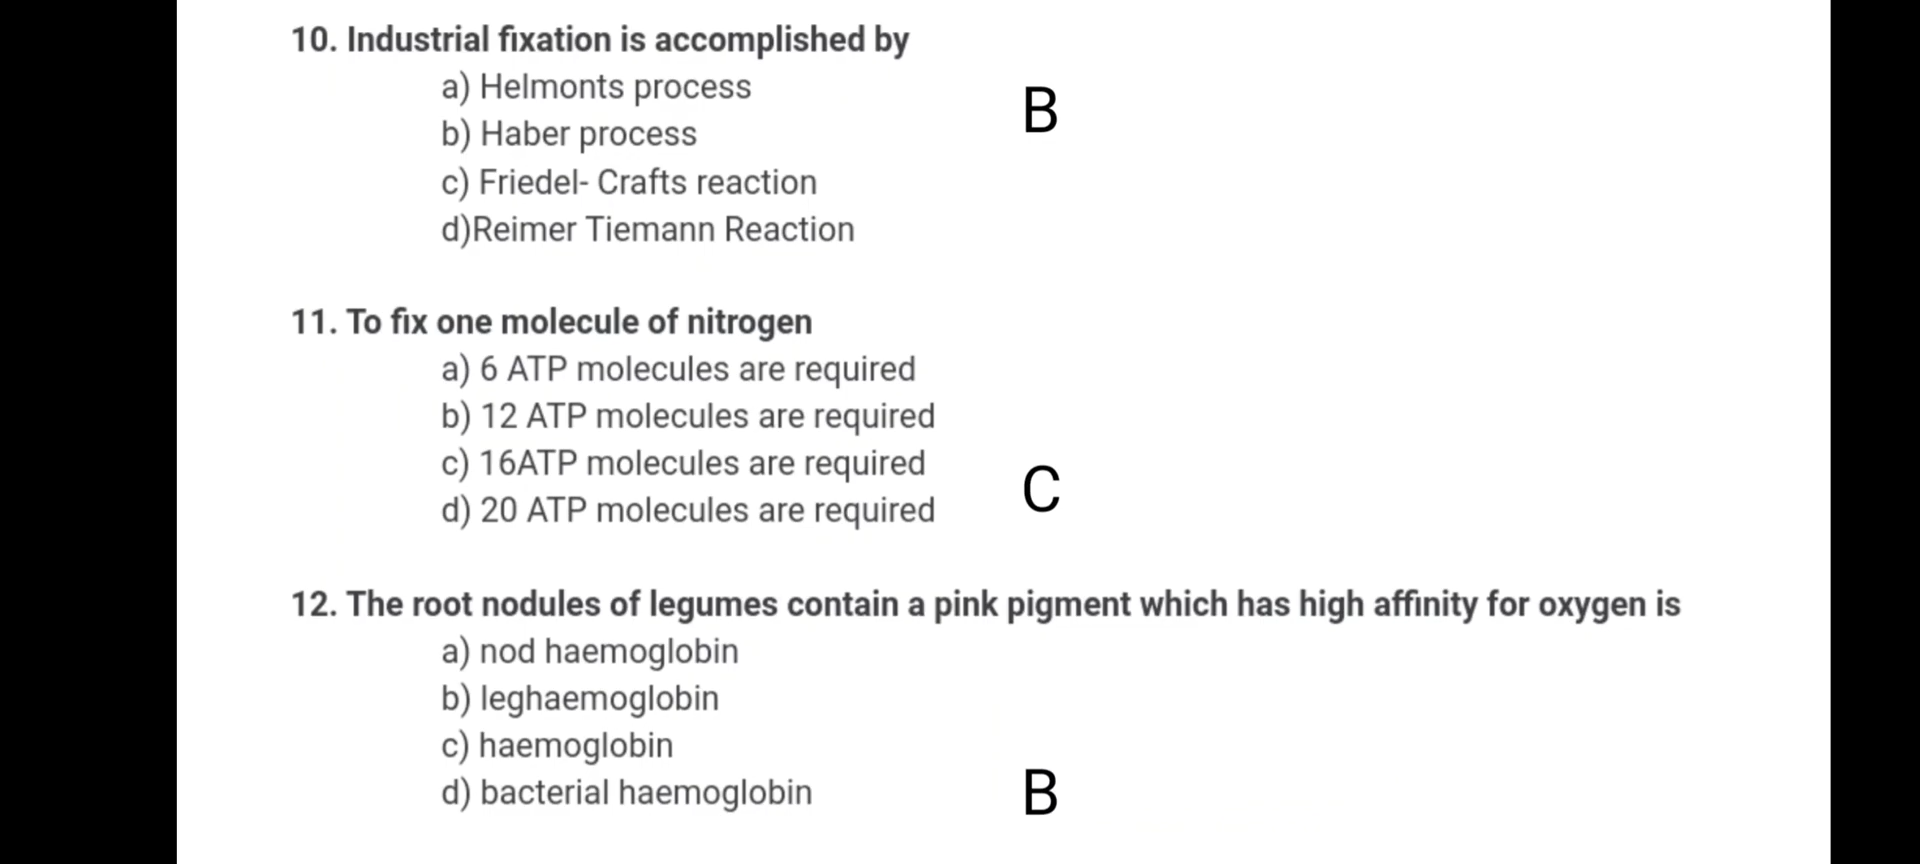 10. Industrial fixation is accomplished by
a) Helmonts process
B
b) Haber process
c) Friedel- Crafts reaction
d)Reimer Tiemann Reaction
11. To fix one molecule of nitrogen
a) 6 ATP molecules are required
b) 12 ATP molecules are required
c) 16ATP molecules are required
C
d) 20 ATP molecules are required
12. The root nodules of legumes contain a pink pigment which has high affinity for oxygen is
a) nod haemoglobin
b) leghaemoglobin
c) haemoglobin
d) bacterial haemoglobin
B